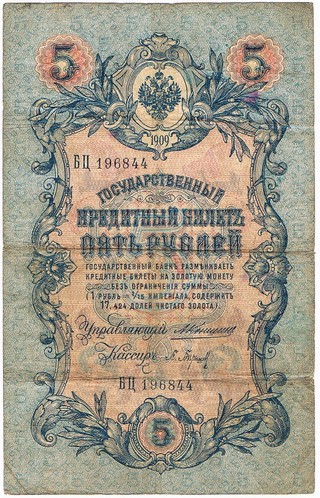 5 5
1909
БЦ 196844
ГОСУДАРСТВЕННЫЙ
КРЕДИТНЫЙ БИЛЕТЪ
ПЯТЬ РУБЛЕЙ
ГОСУДАРСТВЕННЫЙ БАНКЪ РАЗМѢНИВАЕТЪ
КРЕДИТНЫЕ БИЛЕТЫ НА ЗОЛОТУЮ МОНЕТУ
БЕЗЪ ОГРАНИЧЕНІЯ СУММЫ
(1 РУБЛЬ = 1/15 ИМПЕРІАЛА, СОДЕРЖИТЪ
17,424 ДОЛЕЙ ЧИСТАГО ЗОЛОТА).
Управляющій
Кассиръ
БЦ 196844
5